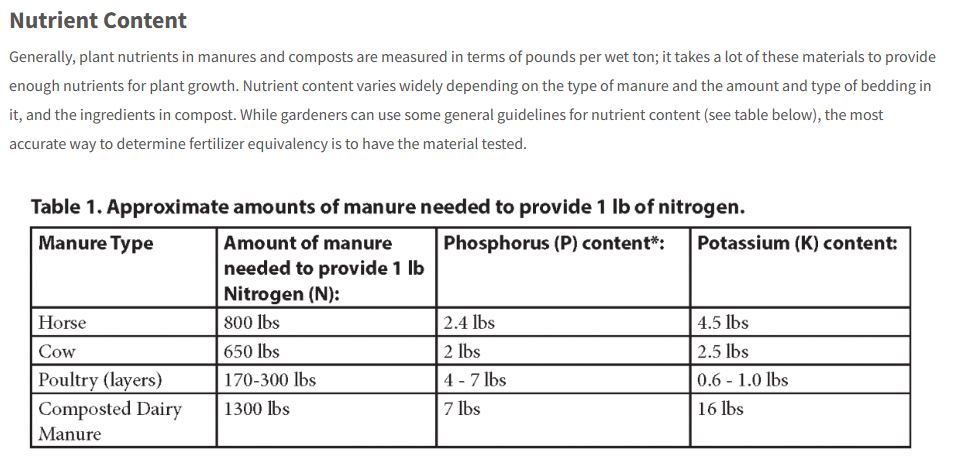 Nutrient Content
Generally, plant nutrients in manures and composts are measured in terms of pounds per wet ton; it takes a lot of these materials to provide
enough nutrients for plant growth. Nutrient content varies widely depending on the type of manure and the amount and type of bedding in
it, and the ingredients in compost. While gardeners can use some general guidelines for nutrient content (see table below), the most
accurate way to determine fertilizer equivalency is to have the material tested.
Table 1. Approximate amounts of manure needed to provide 1 lb of nitrogen.
Manure Type | Amount of manure needed to provide 1 lb Nitrogen (N): | Phosphorus (P) content*: | Potassium (K) content:
Horse | 800 lbs | 2.4 lbs | 4.5 lbs
Cow | 650 lbs | 2 lbs | 2.5 lbs
Poultry (layers) | 170-300 lbs | 4 - 7 lbs | 0.6 - 1.0 lbs
Composted Dairy Manure | 1300 lbs | 7 lbs | 16 lbs